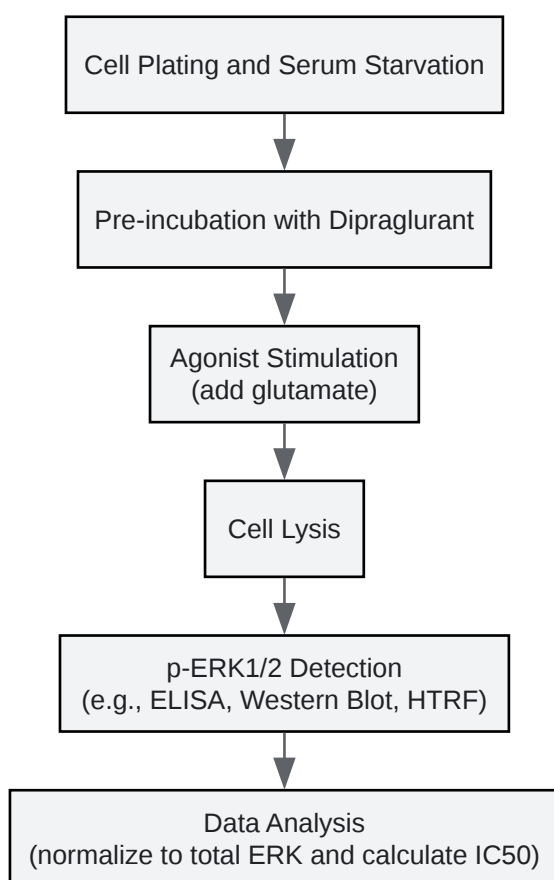 Cell Plating and Serum Starvation
Pre-incubation with Dipraglurant
Agonist Stimulation
(add glutamate)
Cell Lysis
p-ERK1/2 Detection
(e.g., ELISA, Western Blot, HTRF)
Data Analysis
(normalize to total ERK and calculate IC50)